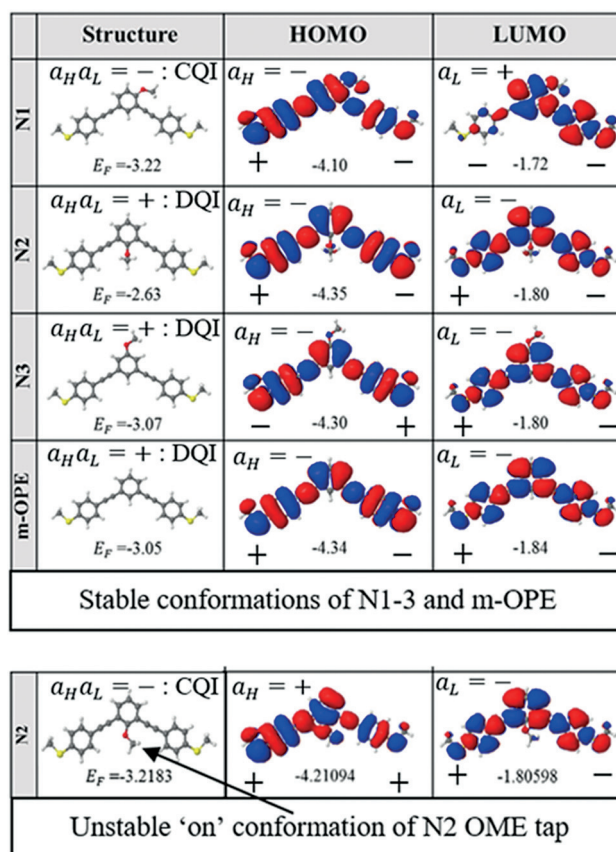 Structure HOMO LUMO
N1
a_H a_L = − : CQI
E_F =-3.22
a_H = −
+ -4.10 −
a_L = +
− -1.72 −
N2
a_H a_L = + : DQI
E_F =-2.63
a_H = −
+ -4.35 −
a_L = −
+ -1.80 −
N3
a_H a_L = + : DQI
E_F =-3.07
a_H = −
− -4.30 +
a_L = −
+ -1.80 −
m-OPE
a_H a_L = + : DQI
E_F =-3.05
a_H = −
+ -4.34 −
a_L = −
+ -1.84 −
Stable conformations of N1-3 and m-OPE
N2
a_H a_L = − : CQI
E_F =-3.2183
a_H = +
+ -4.21094 +
a_L = −
+ -1.80598 −
Unstable ‘on’ conformation of N2 OME tap